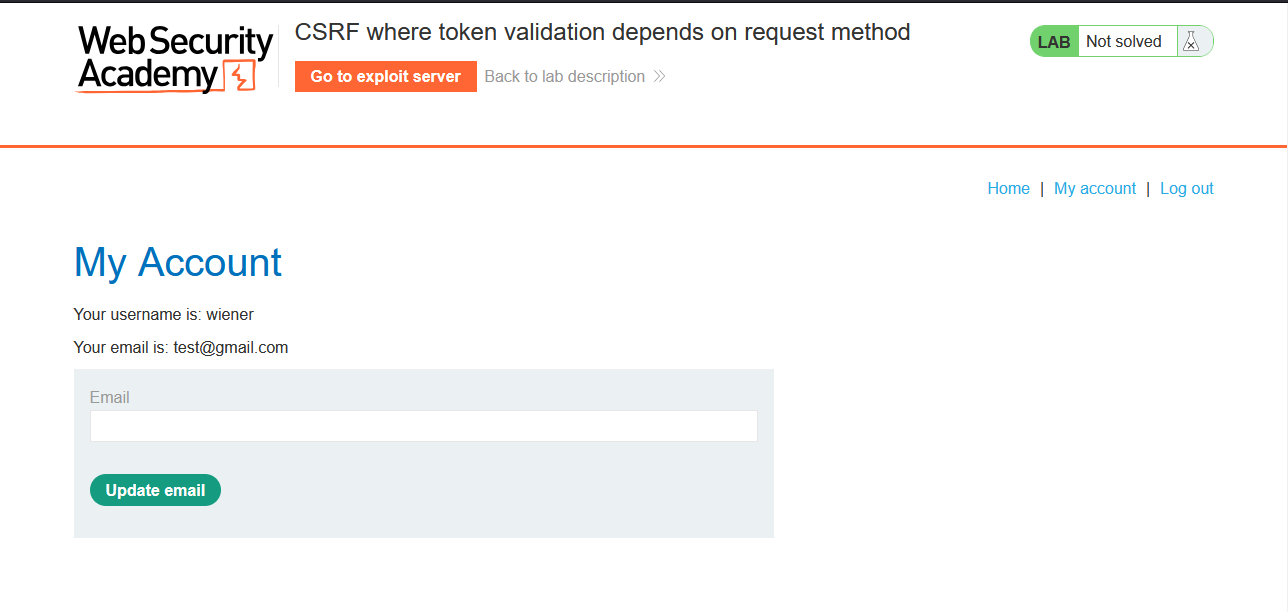 Web Security
Academy
CSRF where token validation depends on request method
Go to exploit server Back to lab description
LAB Not solved
Home | My account | Log out
My Account
Your username is: wiener
Your email is: test@gmail.com
Email
Update email